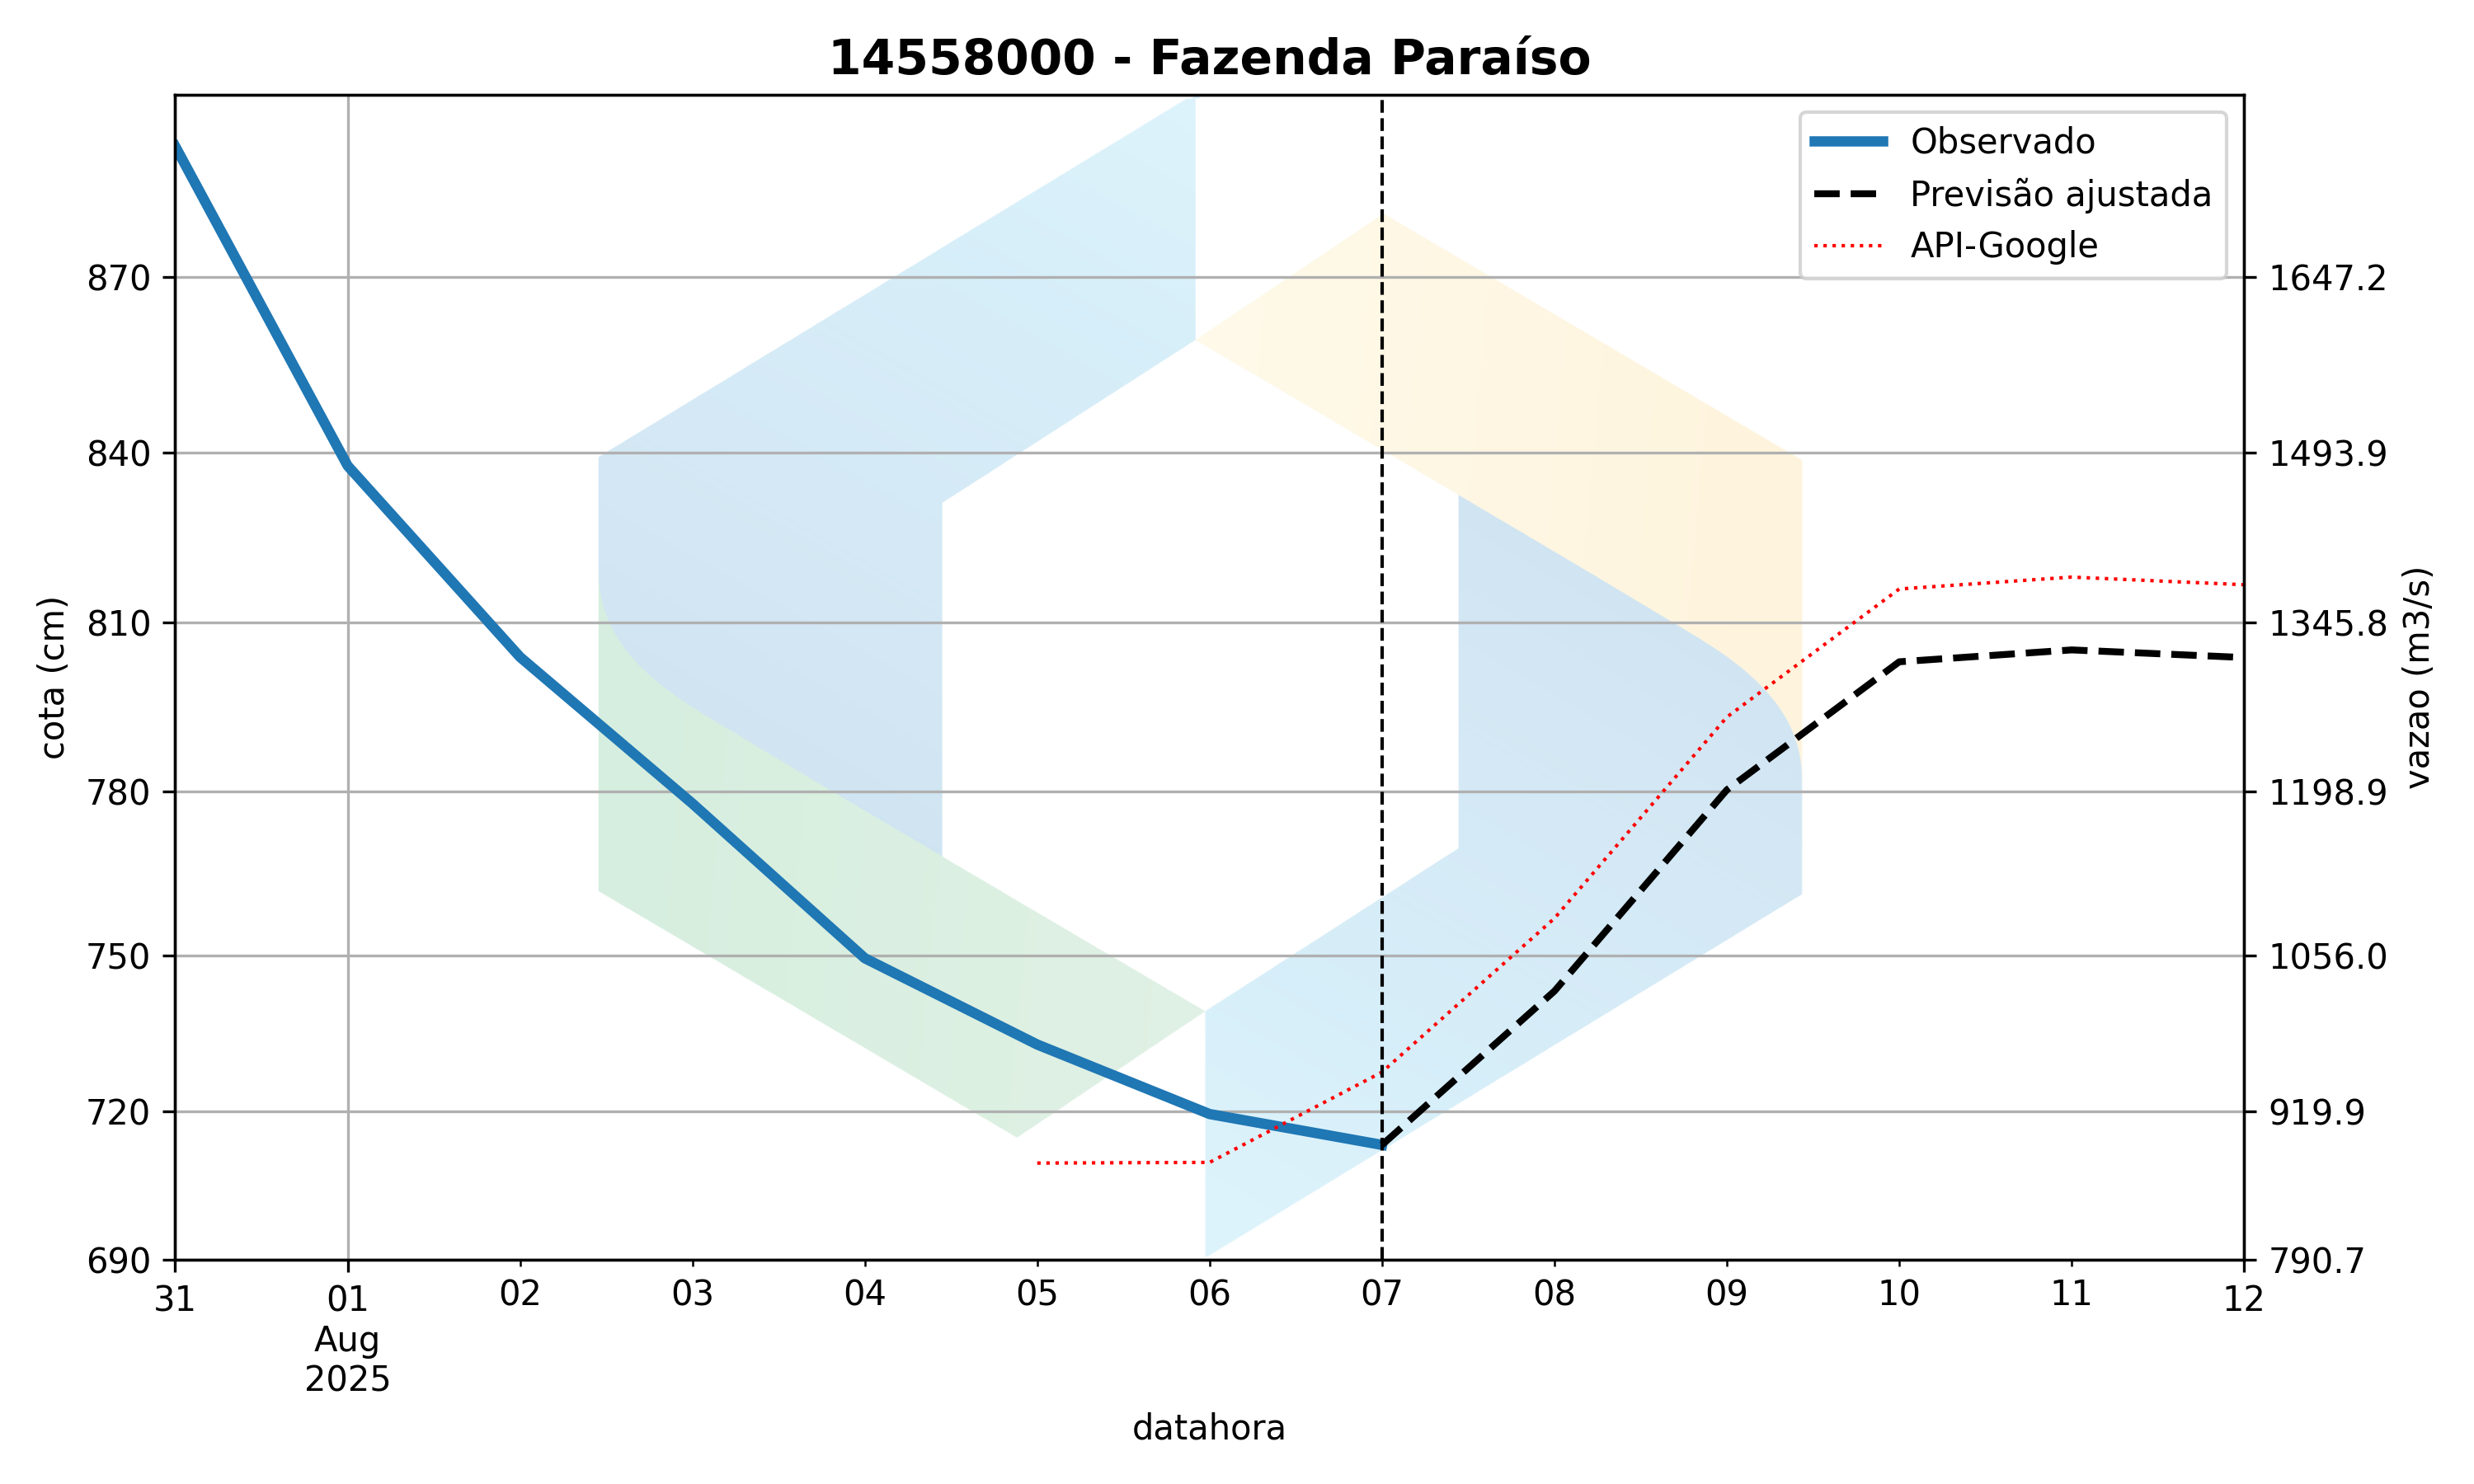 14558000 - Fazenda Paraíso
Observado
Previsão ajustada
API-Google
870
840
810
780
750
720
690
cota (cm)
1647.2
1493.9
1345.8
1198.9
1056.0
919.9
790.7
vazao (m3/s)
31 01 02 03 04 05 06 07 08 09 10 11 12
Aug
2025
datahora